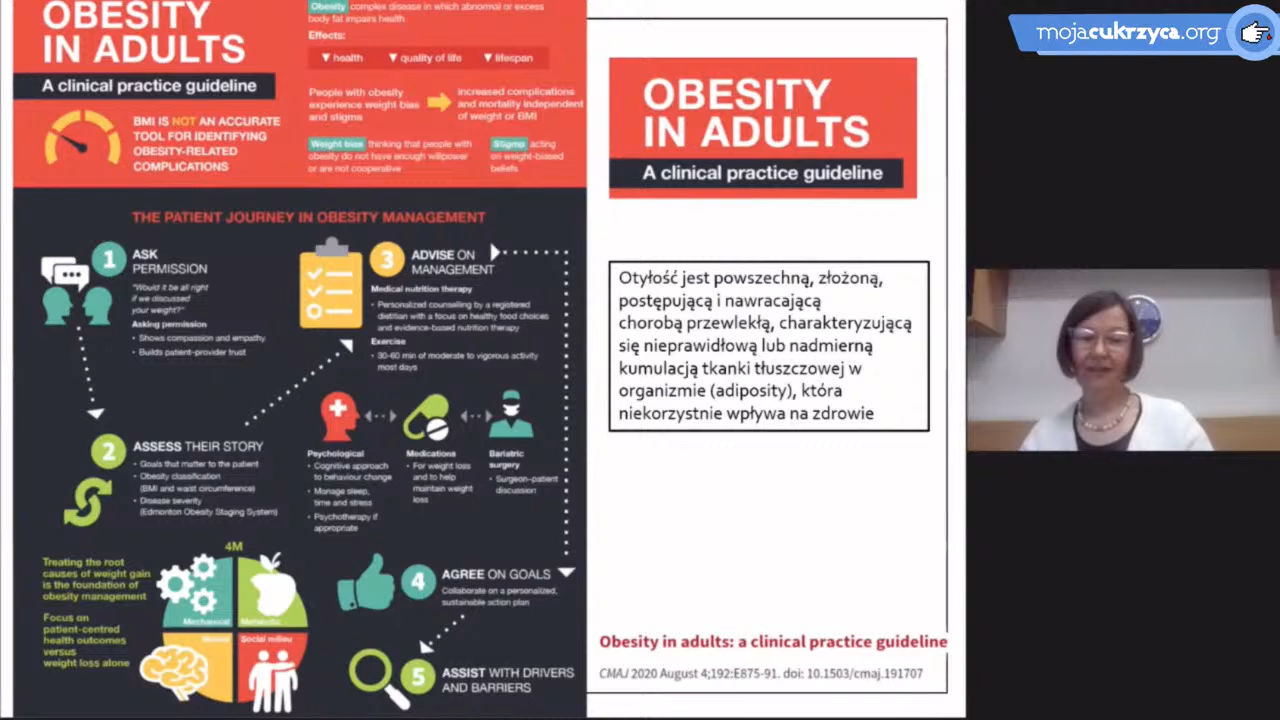 OBESITY
IN ADULTS
A clinical practice guideline
BMI IS NOT AN ACCURATE
TOOL FOR IDENTIFYING
OBESITY-RELATED
COMPLICATIONS
Obesity complex disease in which abnormal or excess
body fat impairs health
Effects:
▼ health ▼ quality of life ▼ lifespan
People with obesity
experience weight bias
and stigma
increased complications
and mortality independent
of weight or BMI
Weight bias thinking that people with
obesity do not have enough willpower
or are not cooperative
Stigma acting
on weight-biased
beliefs
THE PATIENT JOURNEY IN OBESITY MANAGEMENT
1
ASK
PERMISSION
"Would it be all right
if we discussed
your weight?"
Asking permission
• Shows compassion and empathy
• Builds patient-provider trust
2
ASSESS THEIR STORY
• Goals that matter to the patient
• Obesity classification
(BMI and waist circumference)
• Disease severity
(Edmonton Obesity Staging System)
4M
Treating the root
causes of weight gain
is the foundation of
obesity management
Focus on
patient-centred
health outcomes
versus
weight loss alone
Mechanical
Metabolic
Mental
Social milieu
3
ADVISE ON
MANAGEMENT
Medical nutrition therapy
• Personalized counselling by a registered
dietitian with a focus on healthy food choices
and evidence-based nutrition therapy
Exercise
• 30-60 min of moderate to vigorous activity
most days
Psychological
• Cognitive approach
to behaviour change
• Manage sleep,
time and stress
• Psychotherapy if
appropriate
Medications
• For weight loss
and to help
maintain weight
loss
Bariatric
surgery
• Surgeon-patient
discussion
4
AGREE ON GOALS
Collaborate on a personalized,
sustainable action plan
5
ASSIST WITH DRIVERS
AND BARRIERS
OBESITY
IN ADULTS
A clinical practice guideline
Otyłość jest powszechną, złożoną,
postępującą i nawracającą
chorobą przewlekłą, charakteryzującą
się nieprawidłową lub nadmierną
kumulacją tkanki tłuszczowej w
organizmie (adiposity), która
niekorzystnie wpływa na zdrowie
Obesity in adults: a clinical practice guideline
CMAJ 2020 August 4;192:E875-91. doi: 10.1503/cmaj.191707
mojacukrzyca.org